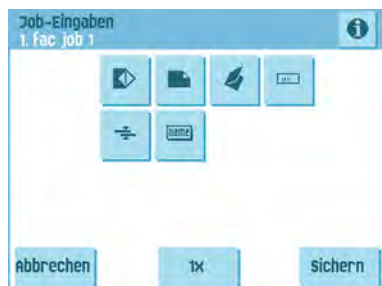 Job-Eingaben
1. Fac job 1
name
Abbrechen
1x
Sichern